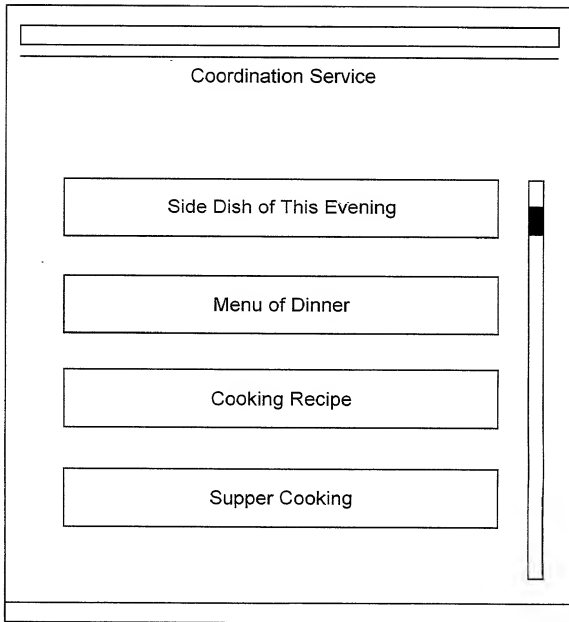 Coordination Service
Side Dish of This Evening
Menu of Dinner
Cooking Recipe
Supper Cooking